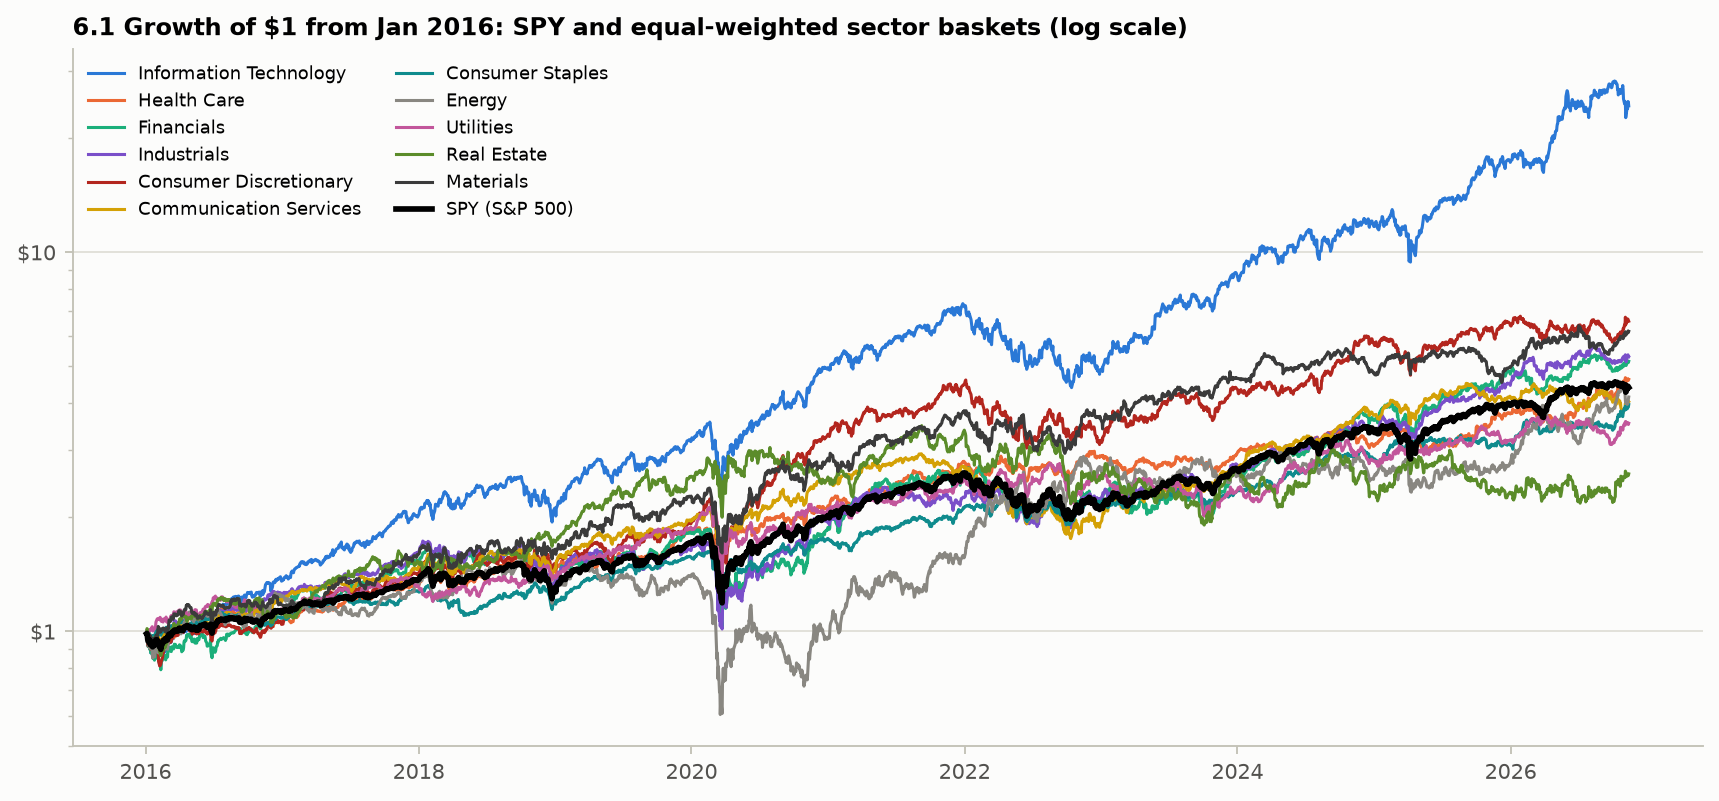 6.1 Growth of $1 from Jan 2016: SPY and equal-weighted sector baskets (log scale)
Information Technology
Health Care
Financials
Industrials
Consumer Discretionary
Communication Services
Consumer Staples
Energy
Utilities
Real Estate
Materials
SPY (S&P 500)
$10
$1
2016
2018
2020
2022
2024
2026